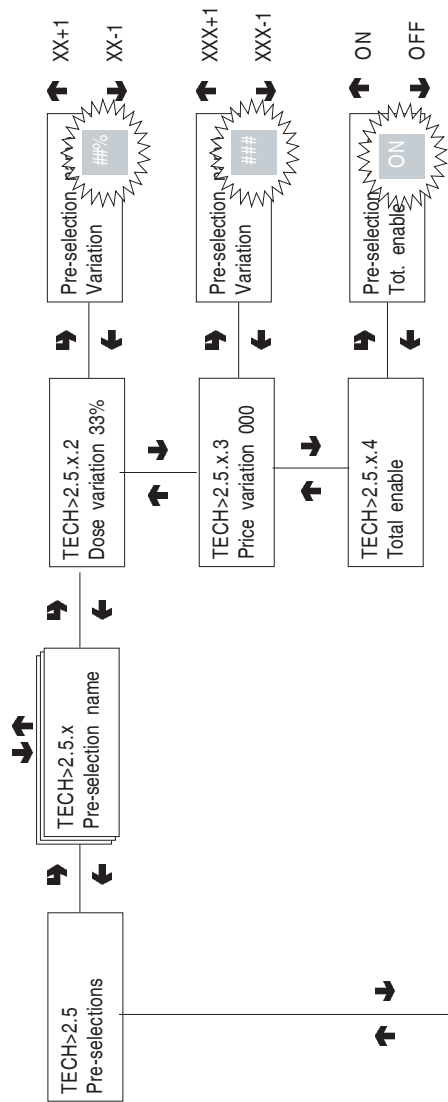 TECH>2.5
Pre-selections
TECH>2.5.x
Pre-selection name
TECH>2.5.x.2
Dose variation 33%
Pre-selection
Variation
##%
XX+1
XX-1
TECH>2.5.x.3
Price variation 000
Pre-selection
Variation
###
XXX+1
XXX-1
TECH>2.5.x.4
Total enable
Pre-selection
Tot. enable
ON
ON
OFF